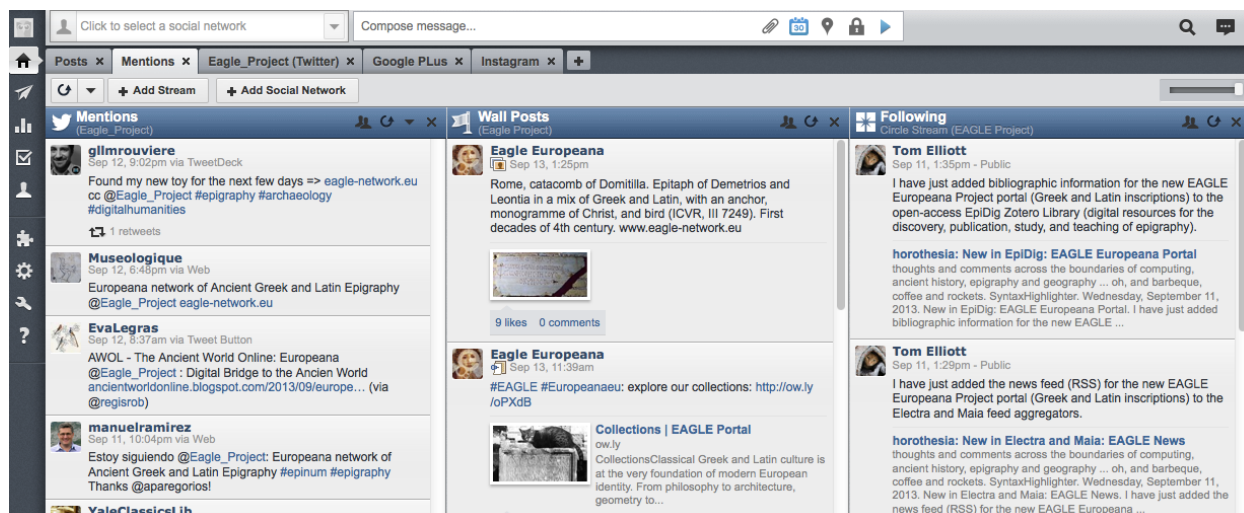 Click to select a social network
Compose message...
30
Posts × Mentions × Eagle_Project (Twitter) × Google PLus × Instagram × +
+ Add Stream + Add Social Network
Mentions
(Eagle_Project)
gllmrouviere
Sep 12, 9:02pm via TweetDeck
Found my new toy for the next few days => eagle-network.eu
cc @Eagle_Project #epigraphy #archaeology
#digitalhumanities
1 retweets
Museologique
Sep 12, 6:48pm via Web
Europeana network of Ancient Greek and Latin Epigraphy
@Eagle_Project eagle-network.eu
EvaLegras
Sep 12, 8:37am via Tweet Button
AWOL - The Ancient World Online: Europeana
@Eagle_Project : Digital Bridge to the Ancien World
ancientworldonline.blogspot.com/2013/09/europe… (via
@regisrob)
manuelramirez
Sep 11, 10:04pm via Web
Estoy siguiendo @Eagle_Project: Europeana network of
Ancient Greek and Latin Epigraphy #epinum #epigraphy
Thanks @aparegorios!
YaleClassicsLib
Wall Posts
(Eagle Project)
Eagle Europeana
Sep 13, 1:25pm
Rome, catacomb of Domitilla. Epitaph of Demetrios and
Leontia in a mix of Greek and Latin, with an anchor,
monogramme of Christ, and bird (ICVR, III 7249). First
decades of 4th century. www.eagle-network.eu
9 likes 0 comments
Eagle Europeana
Sep 13, 11:39am
#EAGLE #Europeanaeu: explore our collections: http://ow.ly
/oPXdB
Collections | EAGLE Portal
ow.ly
CollectionsClassical Greek and Latin culture is
at the very foundation of modern European
identity. From philosophy to architecture,
geometry to...
Following
Circle Stream (EAGLE Project)
Tom Elliott
Sep 11, 1:35pm - Public
I have just added bibliographic information for the new EAGLE
Europeana Project portal (Greek and Latin inscriptions) to the
open-access EpiDig Zotero Library (digital resources for the
discovery, publication, study, and teaching of epigraphy).
horothesia: New in EpiDig: EAGLE Europeana Portal
thoughts and comments across the boundaries of computing,
ancient history, epigraphy and geography ... oh, and barbeque,
coffee and rockets. SyntaxHighlighter. Wednesday, September 11,
2013. New in EpiDig: EAGLE Europeana Portal. I have just added
bibliographic information for the new EAGLE ...
Tom Elliott
Sep 11, 1:29pm - Public
I have just added the news feed (RSS) for the new EAGLE
Europeana Project portal (Greek and Latin inscriptions) to the
Electra and Maia feed aggregators.
horothesia: New in Electra and Maia: EAGLE News
thoughts and comments across the boundaries of computing,
ancient history, epigraphy and geography ... oh, and barbeque,
coffee and rockets. SyntaxHighlighter. Wednesday, September 11,
2013. New in Electra and Maia: EAGLE News. I have just added the
news feed (RSS) for the new EAGLE Europeana ...